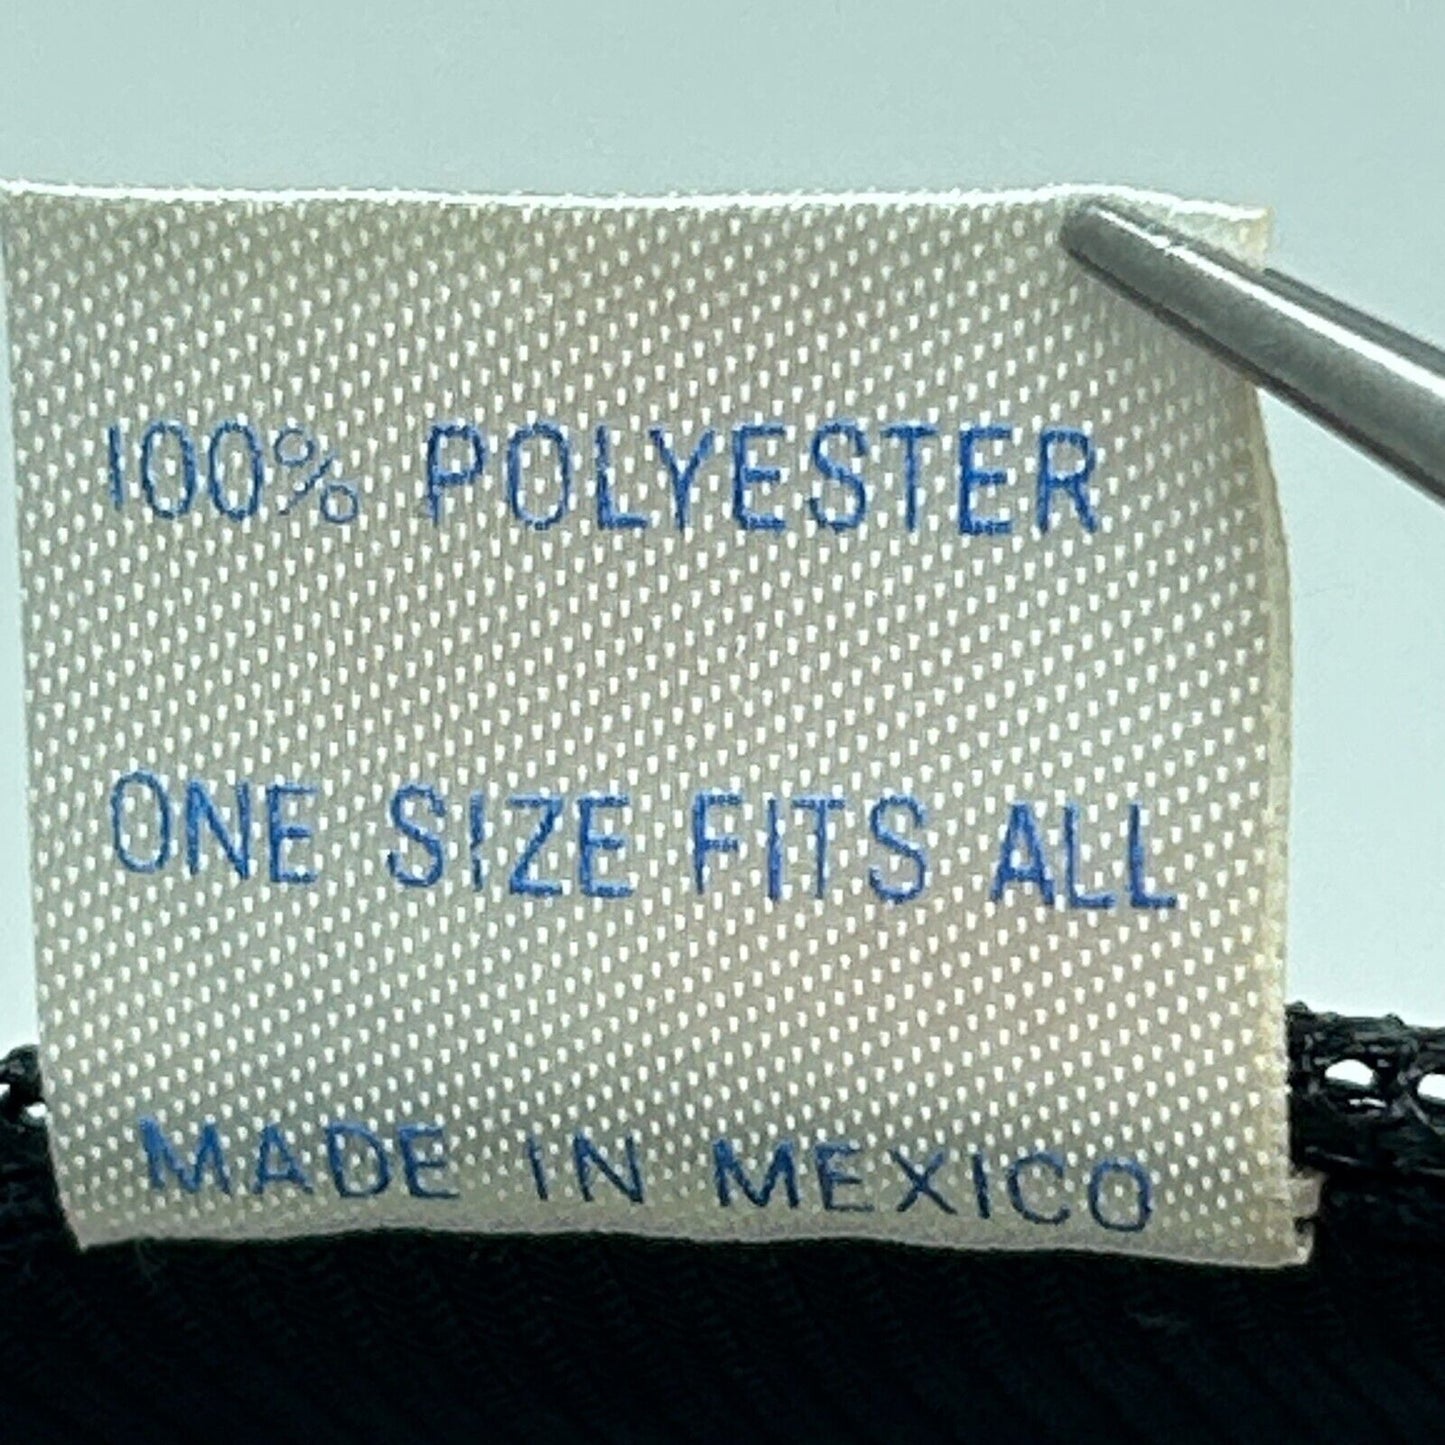 100% POLYESTER
ONE SIZE FITS ALL
MADE IN MEXICO